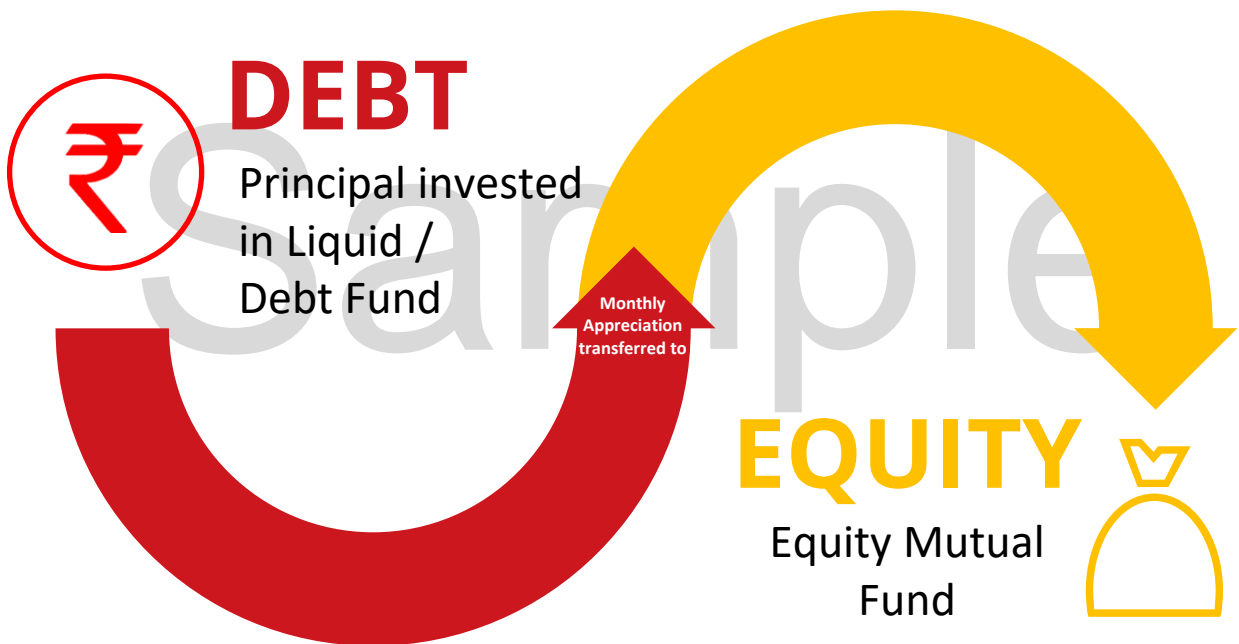 DEBT
₹
Principal invested
in Liquid /
Debt Fund
Sample
Monthly
Appreciation
transferred to
EQUITY
Equity Mutual
Fund